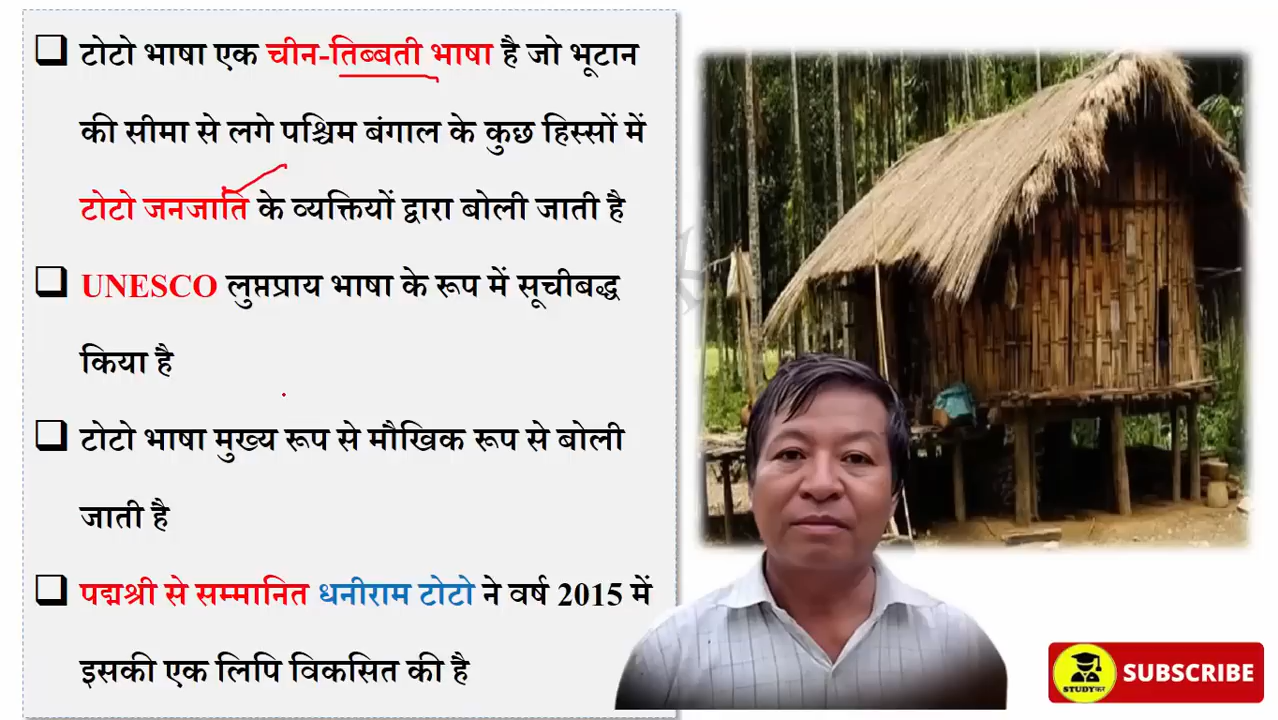 टोटो भाषा एक चीन-तिब्बती भाषा है जो भूटान
की सीमा से लगे पश्चिम बंगाल के कुछ हिस्सों में
टोटो जनजाति के व्यक्तियों द्वारा बोली जाती है
UNESCO लुप्तप्राय भाषा के रूप में सूचीबद्ध
किया है
टोटो भाषा मुख्य रूप से मौखिक रूप से बोली
जाती है
पद्मश्री से सम्मानित धनीराम टोटो ने वर्ष 2015 में
इसकी एक लिपि विकसित की है
STUDYकर
SUBSCRIBE